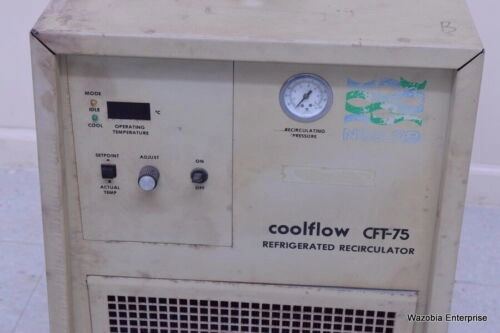 MODE
IDLE
COOL
°C
OPERATING
TEMPERATURE
SETPOINT
ADJUST
ON
ACTUAL
TEMP
OFF
RECIRCULATING
PRESSURE
coolflow CFT-75
REFRIGERATED RECIRCULATOR
B
Wazobia Enterprise